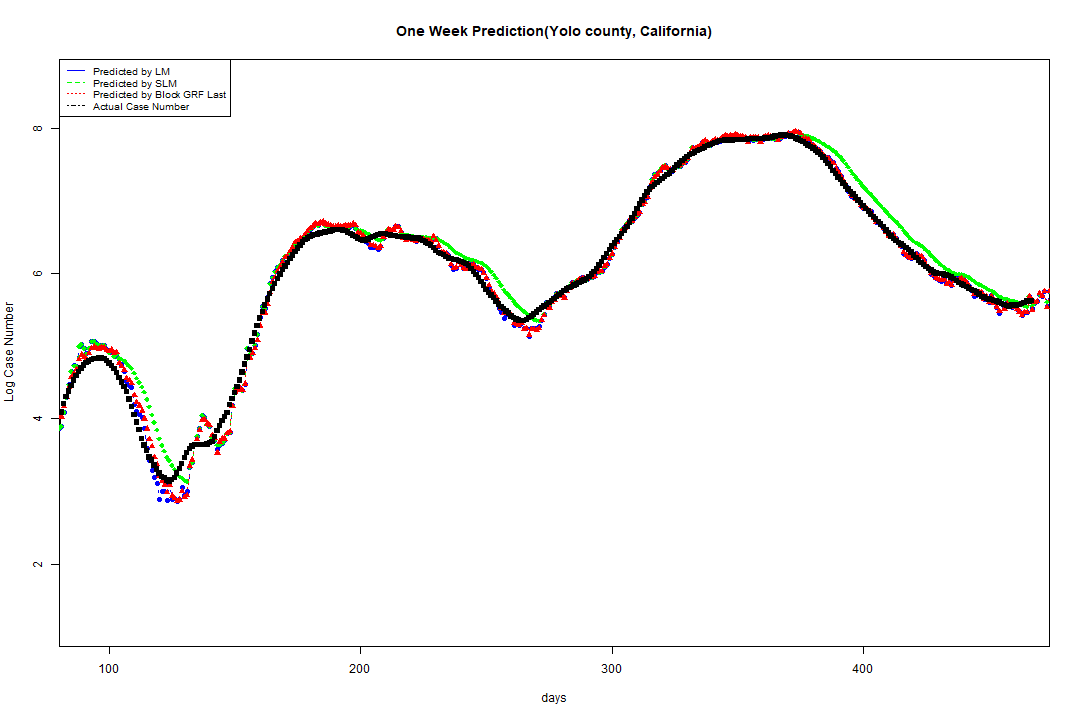 One Week Prediction(Yolo county, California)
Predicted by LM
Predicted by SLM
Predicted by Block GRF Last
Actual Case Number
8
6
4
2
Log Case Number
100 200 300 400
days